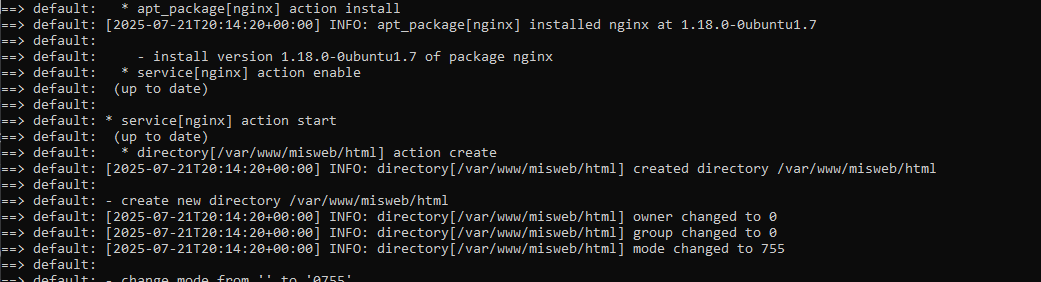 ==> default:   * apt_package[nginx] action install
==> default: [2025-07-21T20:14:20+00:00] INFO: apt_package[nginx] installed nginx at 1.18.0-0ubuntu1.7
==> default:
==> default:     - install version 1.18.0-0ubuntu1.7 of package nginx
==> default:   * service[nginx] action enable
==> default:  (up to date)
==> default:
==> default: * service[nginx] action start
==> default:  (up to date)
==> default:   * directory[/var/www/misweb/html] action create
==> default: [2025-07-21T20:14:20+00:00] INFO: directory[/var/www/misweb/html] created directory /var/www/misweb/html
==> default:
==> default: - create new directory /var/www/misweb/html
==> default: [2025-07-21T20:14:20+00:00] INFO: directory[/var/www/misweb/html] owner changed to 0
==> default: [2025-07-21T20:14:20+00:00] INFO: directory[/var/www/misweb/html] group changed to 0
==> default: [2025-07-21T20:14:20+00:00] INFO: directory[/var/www/misweb/html] mode changed to 755
==> default:
==> default: - change mode from '' to '0755'